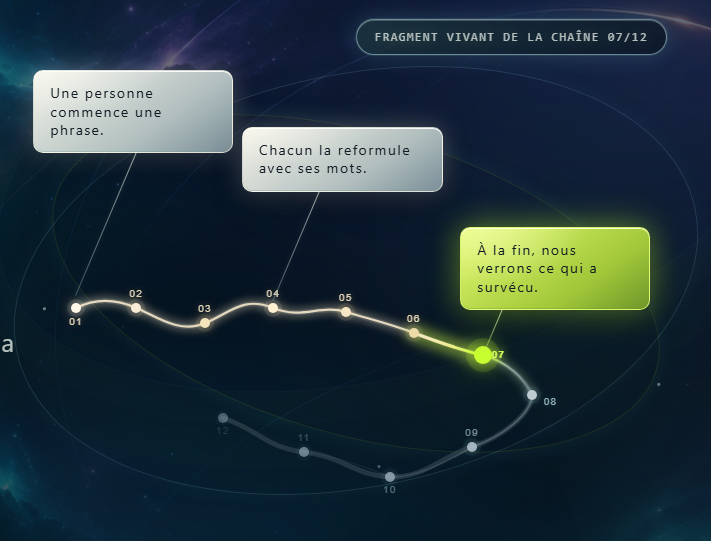 FRAGMENT VIVANT DE LA CHAÎNE 07/12
Une personne
commence une
phrase.
Chacun la reformule
avec ses mots.
À la fin, nous
verrons ce qui a
survécu.
01
02
03
04
05
06
07
08
09
10
11
12
a